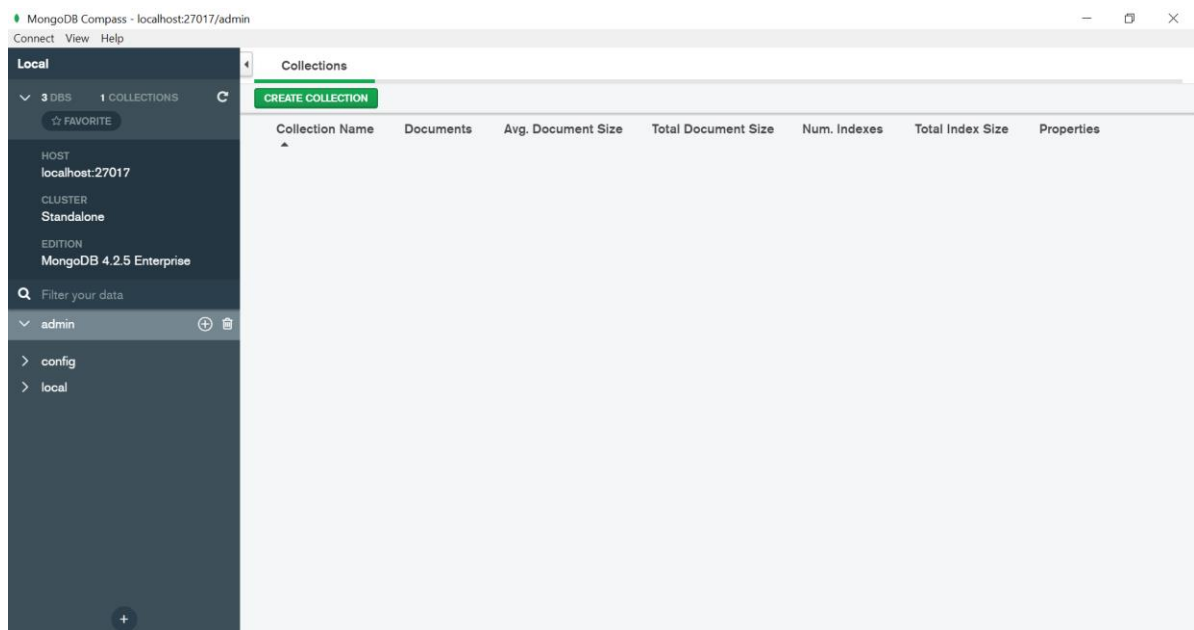 MongoDB Compass - localhost:27017/admin
Connect View Help
Local
3 DBS 1 COLLECTIONS
FAVORITE
HOST
localhost:27017
CLUSTER
Standalone
EDITION
MongoDB 4.2.5 Enterprise
Filter your data
admin
config
local
Collections
CREATE COLLECTION
Collection Name Documents Avg. Document Size Total Document Size Num. Indexes Total Index Size Properties